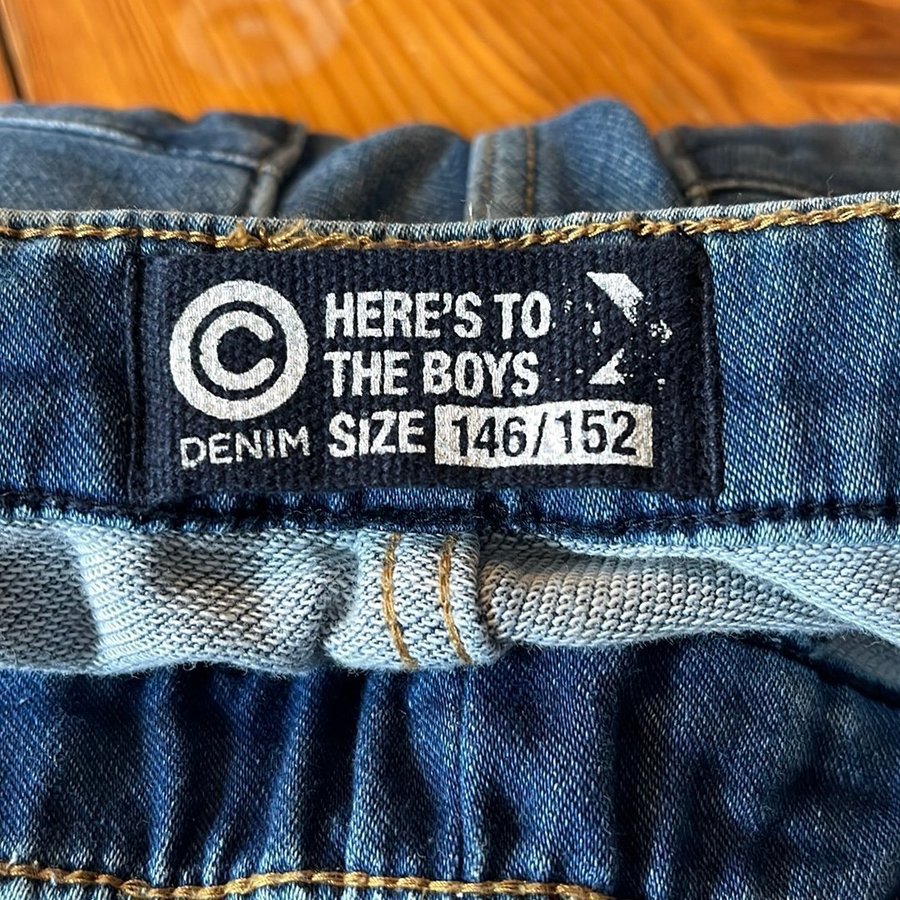 © HERE'S TO
THE BOYS
DENIM SIZE 146/152